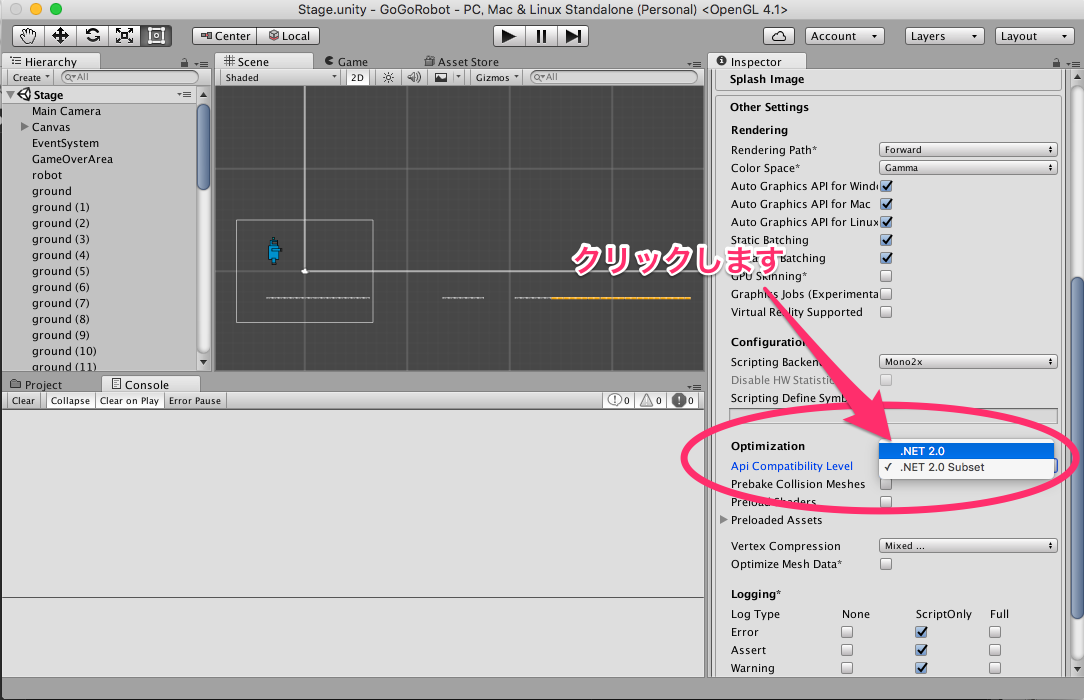 Stage.unity - GoGoRobot - PC, Mac & Linux Standalone (Personal) <OpenGL 4.1>
Center Local Account Layers Layout
Hierarchy
Create All
Stage
Main Camera
Canvas
EventSystem
GameOverArea
robot
ground
ground (1)
ground (2)
ground (3)
ground (4)
ground (5)
ground (6)
ground (7)
ground (8)
ground (9)
ground (10)
ground (11)
Scene Game Asset Store
Shaded 2D Gizmos All
クリックします
Project Console
Clear Collapse Clear on Play Error Pause 0 0 0
Inspector
Splash Image
Other Settings
Rendering
Rendering Path* Forward
Color Space* Gamma
Auto Graphics API for Wind
Auto Graphics API for Mac
Auto Graphics API for Linux
Static Batching
Batching
GPU Skinning*
Graphics Jobs (Experimenta
Virtual Reality Supported
Configuration
Scripting Backen Mono2x
Disable HW Statistic
Scripting Define Symb
Optimization
.NET 2.0
Api Compatibility Level ✓ .NET 2.0 Subset
Prebake Collision Meshes
Preload Shaders
Preloaded Assets
Vertex Compression Mixed ...
Optimize Mesh Data*
Logging*
Log Type None ScriptOnly Full
Error
Assert
Warning